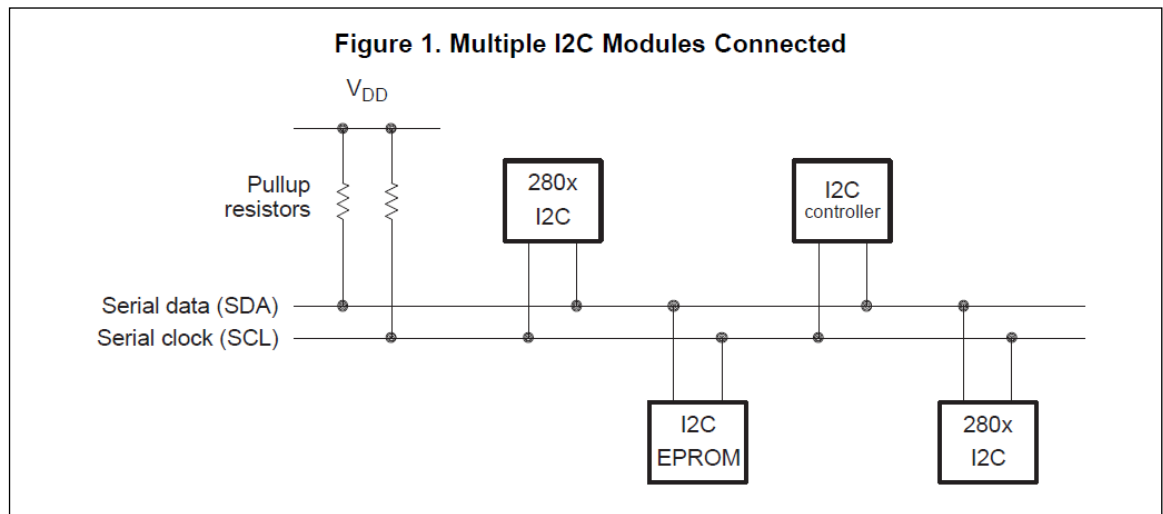 Figure 1. Multiple I2C Modules Connected
VDD
Pullup
resistors
280x
I2C
I2C
controller
Serial data (SDA)
Serial clock (SCL)
I2C
EPROM
280x
I2C